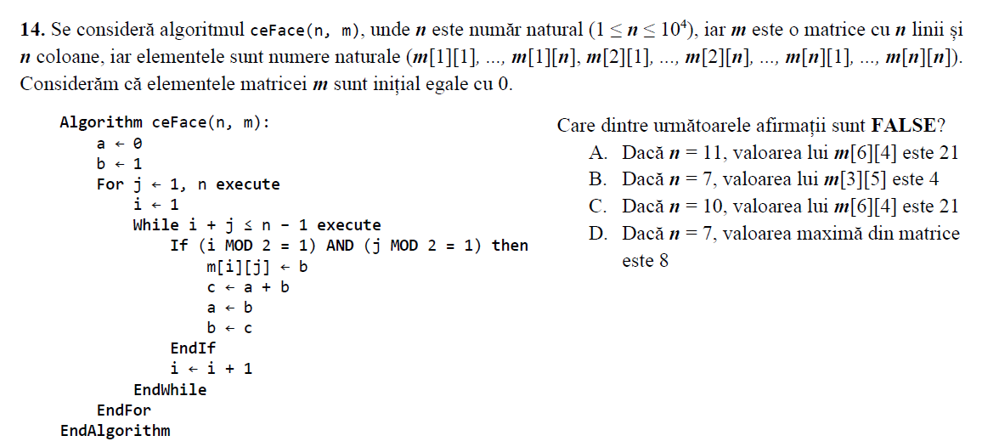 14. Se consideră algoritmul ceFace(n, m), unde n este număr natural (1 ≤ n ≤ 10⁴), iar m este o matrice cu n linii și
n coloane, iar elementele sunt numere naturale (m[1][1], ..., m[1][n], m[2][1], ..., m[2][n], ..., m[n][1], ..., m[n][n]).
Considerăm că elementele matricei m sunt inițial egale cu 0.
Algorithm ceFace(n, m):
a ← 0
b ← 1
For j ← 1, n execute
i ← 1
While i + j ≤ n - 1 execute
If (i MOD 2 = 1) AND (j MOD 2 = 1) then
m[i][j] ← b
c ← a + b
a ← b
b ← c
EndIf
i ← i + 1
EndWhile
EndFor
EndAlgorithm
Care dintre următoarele afirmații sunt FALSE?
A. Dacă n = 11, valoarea lui m[6][4] este 21
B. Dacă n = 7, valoarea lui m[3][5] este 4
C. Dacă n = 10, valoarea lui m[6][4] este 21
D. Dacă n = 7, valoarea maximă din matrice
este 8